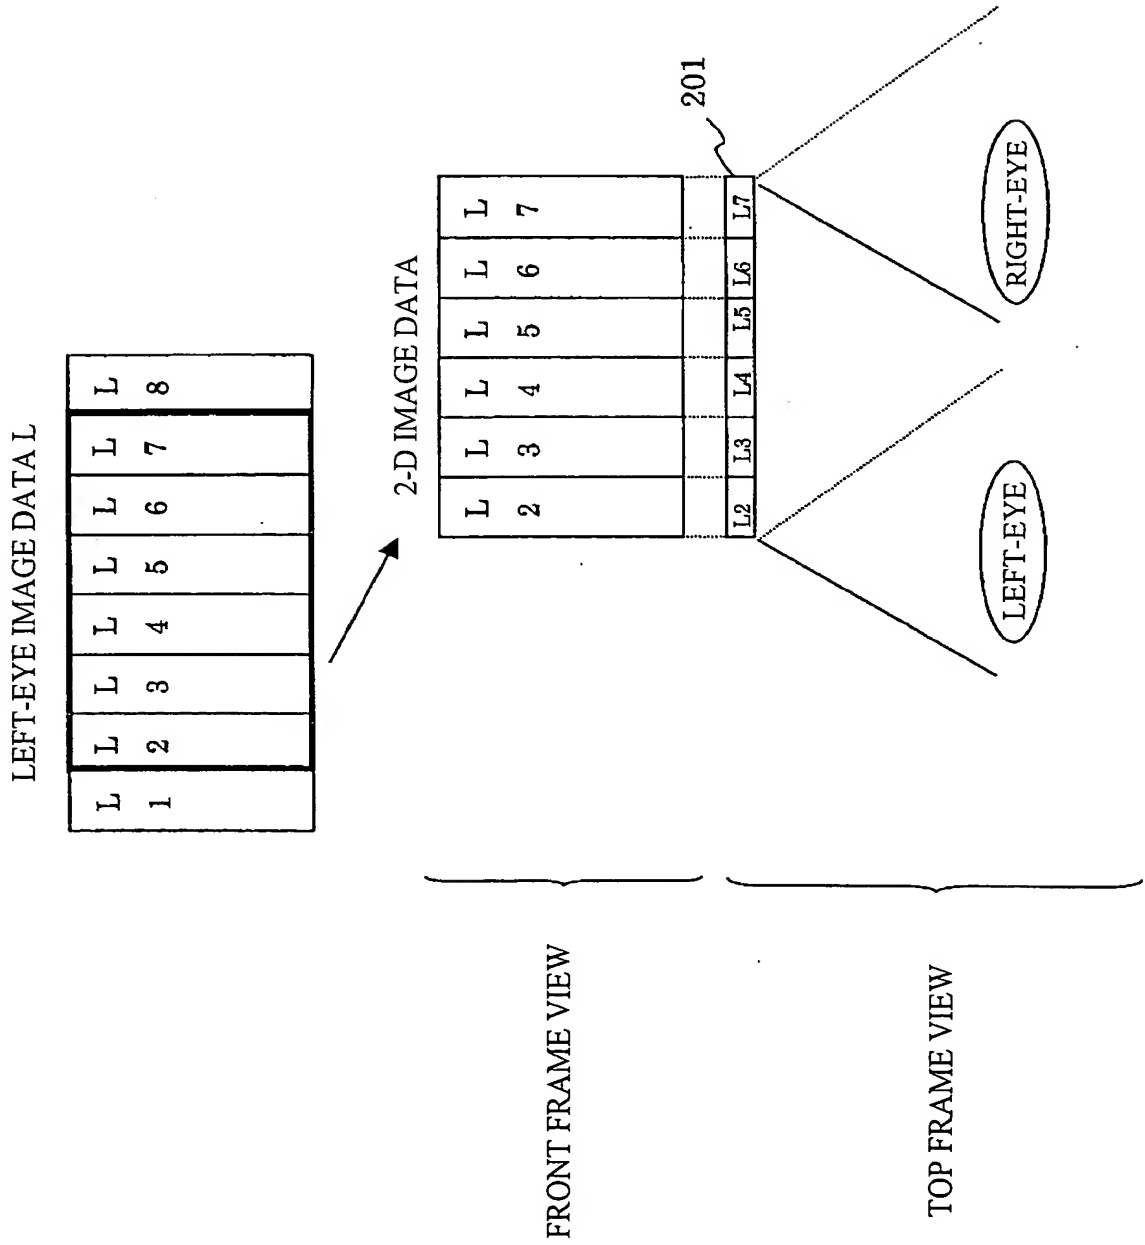 LEFT-EYE IMAGE DATA L
L L L L L L L L
1 2 3 4 5 6 7 8
2-D IMAGE DATA
L L L L L L
2 3 4 5 6 7
201
L2 L3 L4 L5 L6 L7
LEFT-EYE
RIGHT-EYE
FRONT FRAME VIEW
TOP FRAME VIEW